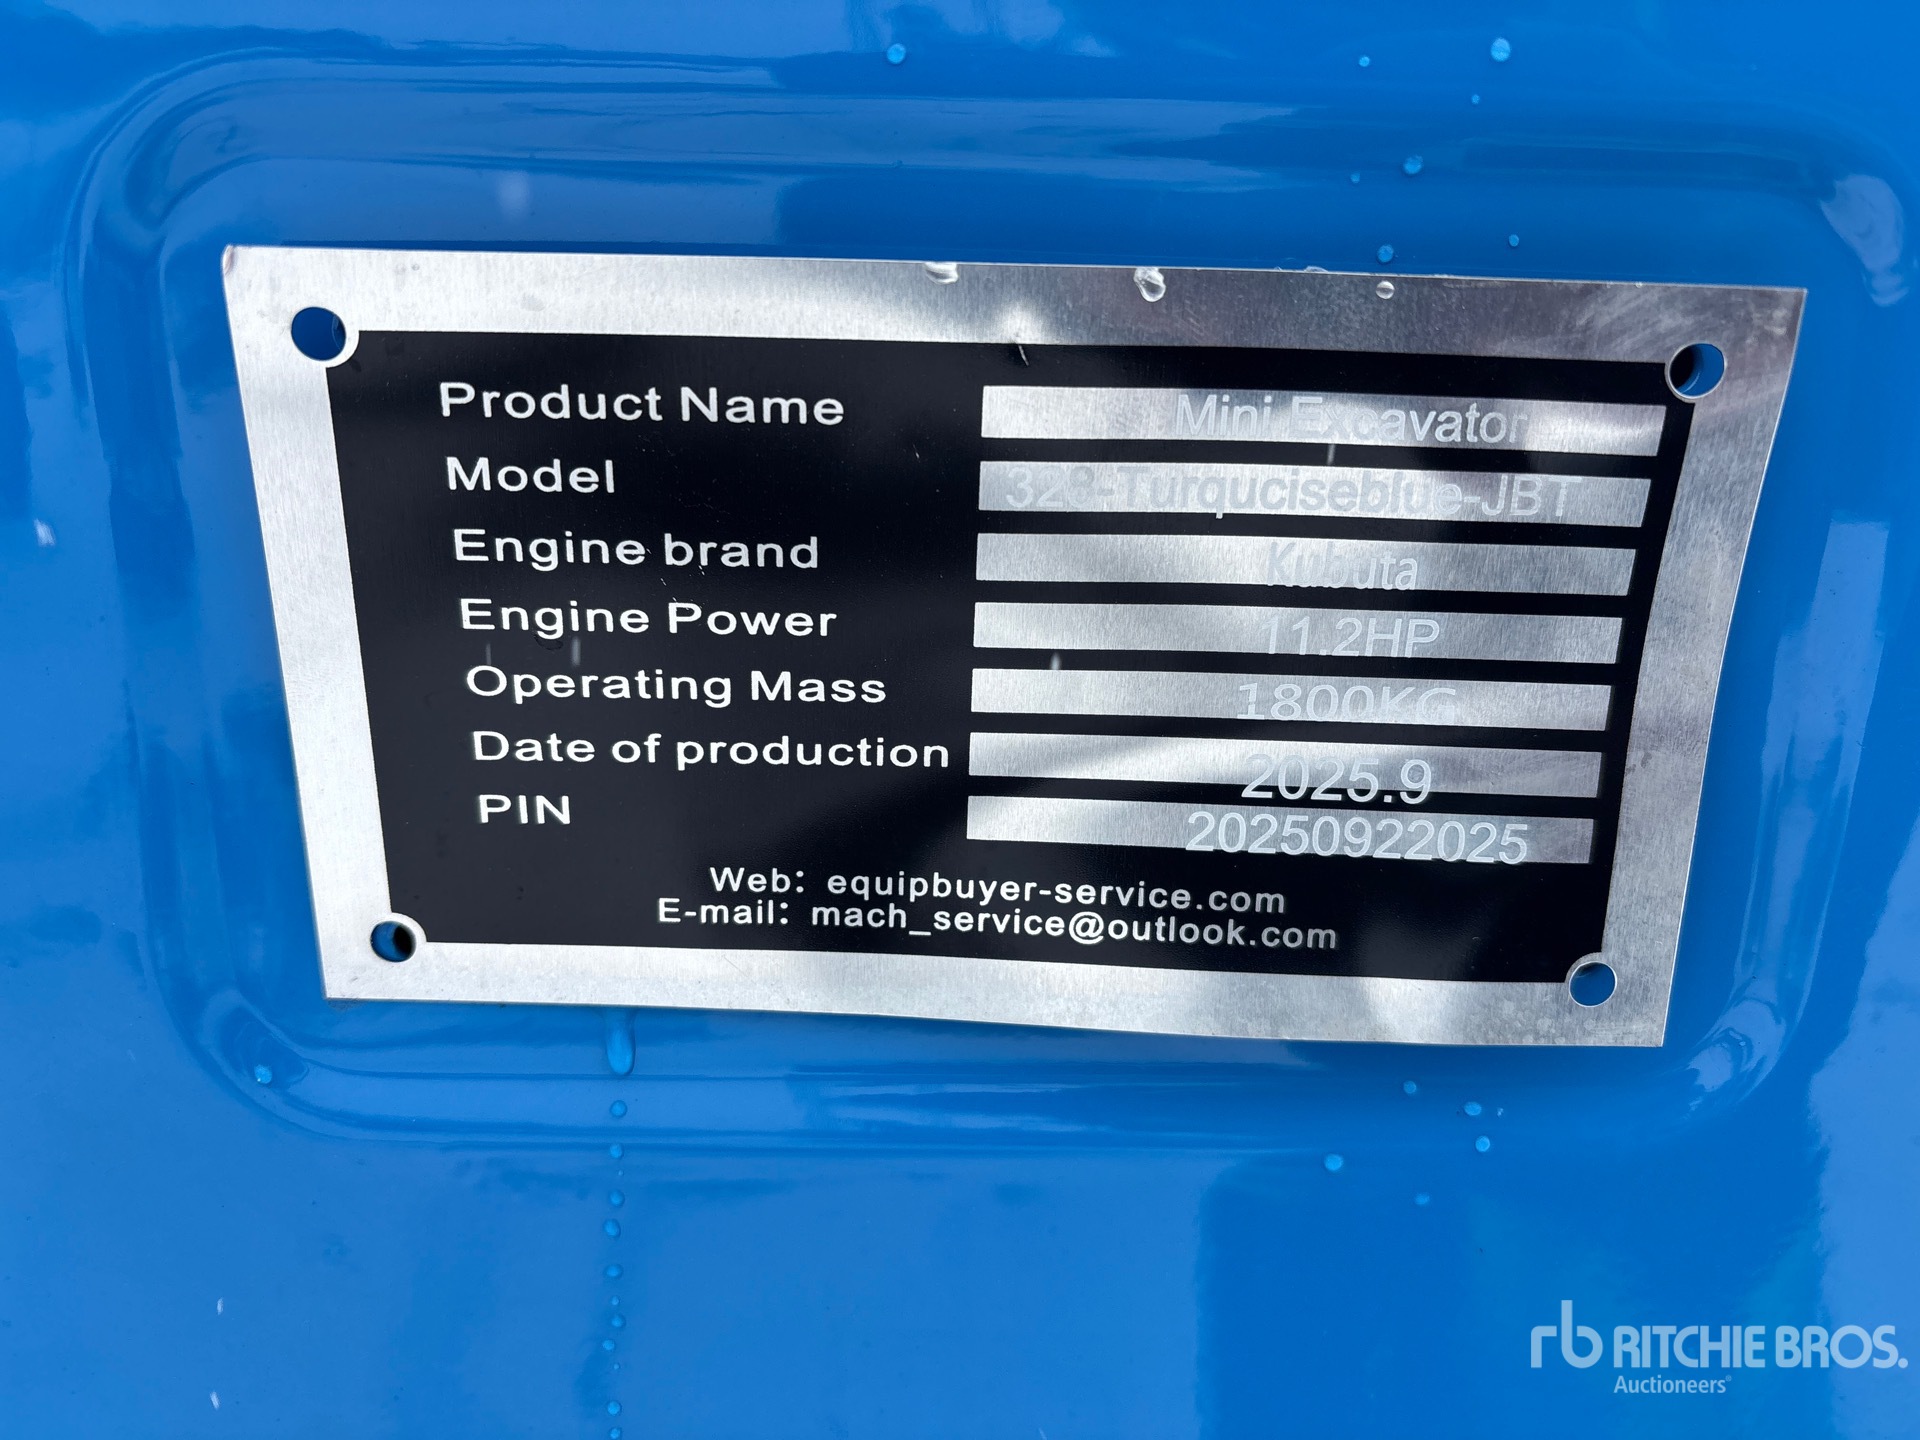 Product Name Mini Excavator
Model 328-Turquciseblue-JBT
Engine brand Kubuta
Engine Power 11.2HP
Operating Mass 1800KG
Date of production 2025.9
PIN 20250922025
Web: equipbuyer-service.com
E-mail: mach_service@outlook.com
rb RITCHIE BROS.
Auctioneers